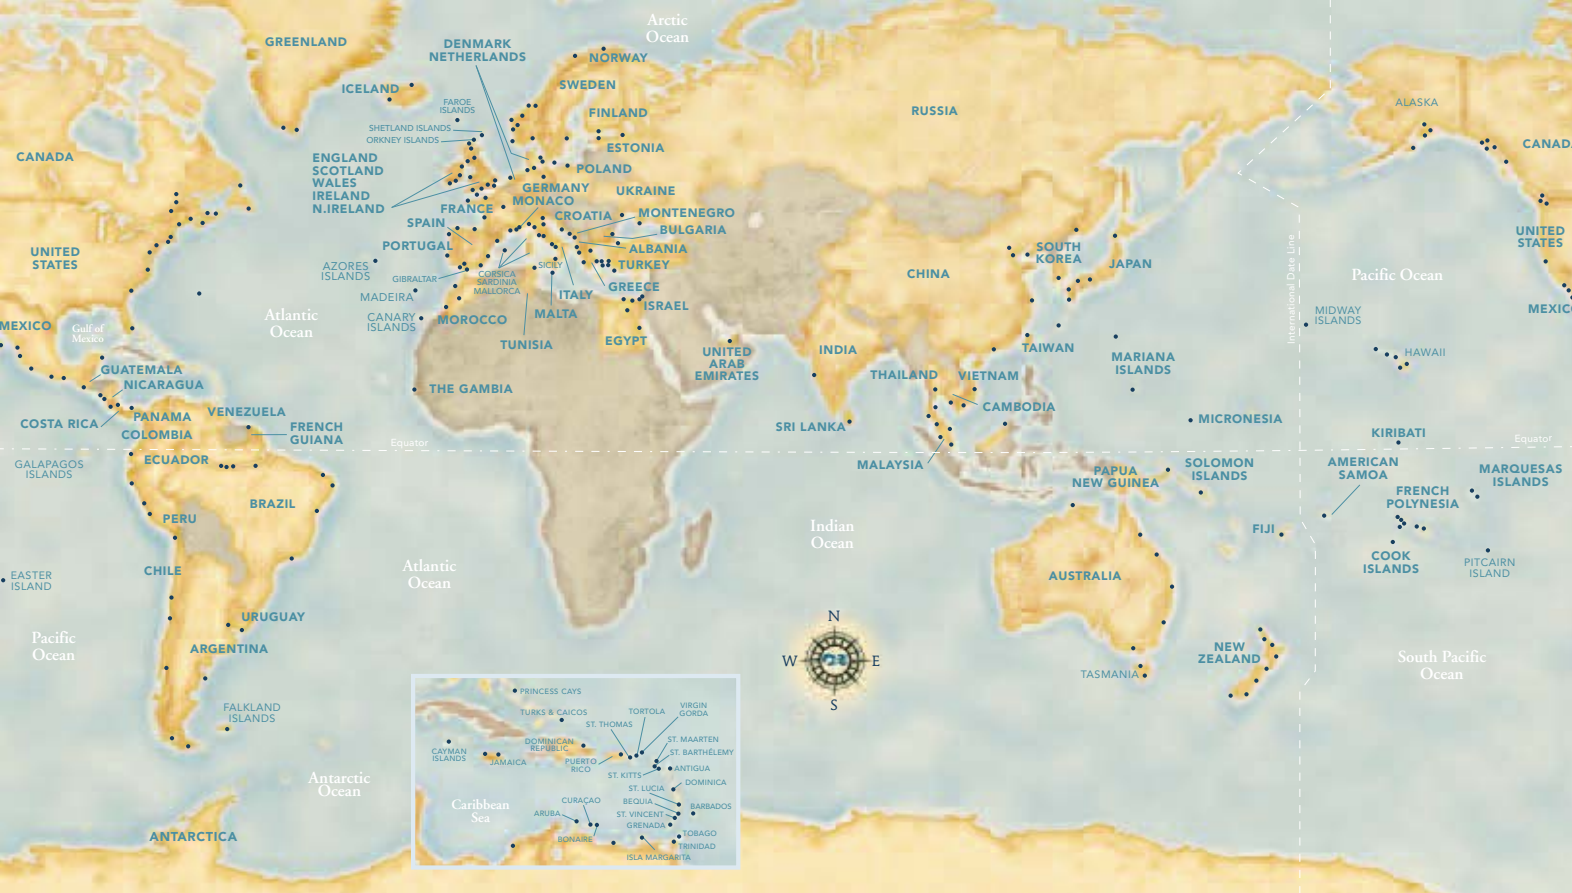 Arctic
Ocean
GREENLAND
DENMARK
NETHERLANDS
NORWAY
ICELAND
SWEDEN
FAROE
ISLANDS
FINLAND
RUSSIA
ALASKA
SHETLAND ISLANDS
ORKNEY ISLANDS
ESTONIA
CANADA
CANAD
ENGLAND
SCOTLAND
WALES
IRELAND
N.IRELAND
POLAND
GERMANY
MONACO
UKRAINE
FRANCE
SPAIN
CROATIA
MONTENEGRO
BULGARIA
PORTUGAL
ALBANIA
UNITED
STATES
AZORES
ISLANDS
GIBRALTAR
SICILY
TURKEY
CORSICA
SARDINIA
MALLORCA
GREECE
ITALY
ISRAEL
MADEIRA
MALTA
CANARY
ISLANDS
MOROCCO
TUNISIA
EGYPT
CHINA
SOUTH
KOREA
JAPAN
International Date Line
Pacific Ocean
UNITED
STATES
MEXICO
MEXIC
Gulf of
Mexico
Atlantic
Ocean
MIDWAY
ISLANDS
HAWAII
UNITED
ARAB
EMIRATES
INDIA
TAIWAN
MARIANA
ISLANDS
THAILAND
VIETNAM
CAMBODIA
GUATEMALA
NICARAGUA
THE GAMBIA
COSTA RICA
PANAMA
VENEZUELA
COLOMBIA
FRENCH
GUIANA
SRI LANKA
MICRONESIA
KIRIBATI
Equator
Equator
GALAPAGOS
ISLANDS
ECUADOR
MALAYSIA
PAPUA
NEW GUINEA
SOLOMON
ISLANDS
AMERICAN
SAMOA
MARQUESAS
ISLANDS
FRENCH
POLYNESIA
BRAZIL
PERU
Indian
Ocean
FIJI
COOK
ISLANDS
PITCAIRN
ISLAND
EASTER
ISLAND
CHILE
Atlantic
Ocean
AUSTRALIA
URUGUAY
N
W
E
S
Pacific
Ocean
ARGENTINA
NEW
ZEALAND
South Pacific
Ocean
TASMANIA
FALKLAND
ISLANDS
Antarctic
Ocean
ANTARCTICA
PRINCESS CAYS
TURKS & CAICOS
ST. THOMAS
TORTOLA
VIRGIN
GORDA
CAYMAN
ISLANDS
JAMAICA
DOMINICAN
REPUBLIC
PUERTO
RICO
ST. MAARTEN
ST. BARTHÉLEMY
ST. KITTS
ANTIGUA
DOMINICA
ST. LUCIA
BEQUIA
BARBADOS
ST. VINCENT
GRENADA
Caribbean
Sea
CURAÇAO
ARUBA
BONAIRE
TOBAGO
TRINIDAD
ISLA MARGARITA